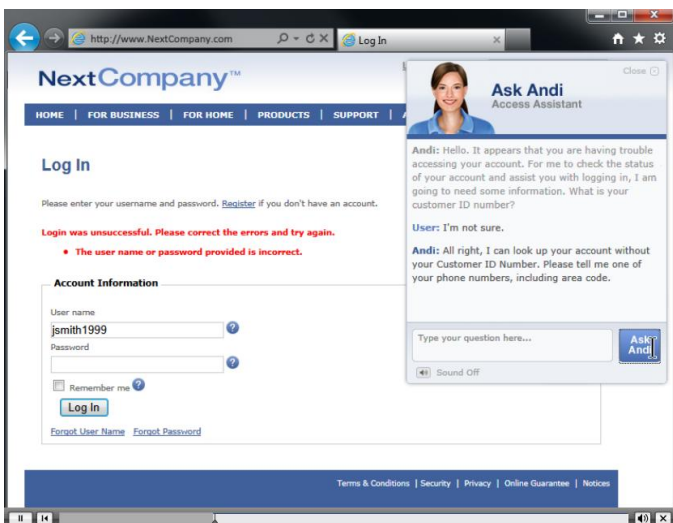 http://www.NextCompany.com
Log In
NextCompany™
HOME | FOR BUSINESS | FOR HOME | PRODUCTS | SUPPORT |
Log In
Please enter your username and password. Register if you don't have an account.
Login was unsuccessful. Please correct the errors and try again.
• The user name or password provided is incorrect.
Account Information
User name
jsmith1999
Password
Remember me
Log In
Forgot User Name Forgot Password
Terms & Conditions | Security | Privacy | Online Guarantee | Notices
Close
Ask Andi
Access Assistant
Andi: Hello. It appears that you are having trouble
accessing your account. For me to check the status
of your account and assist you with logging in, I am
going to need some information. What is your
customer ID number?
User: I'm not sure.
Andi: All right, I can look up your account without
your Customer ID Number. Please tell me one of
your phone numbers, including area code.
Type your question here...
Ask
Andi
Sound Off